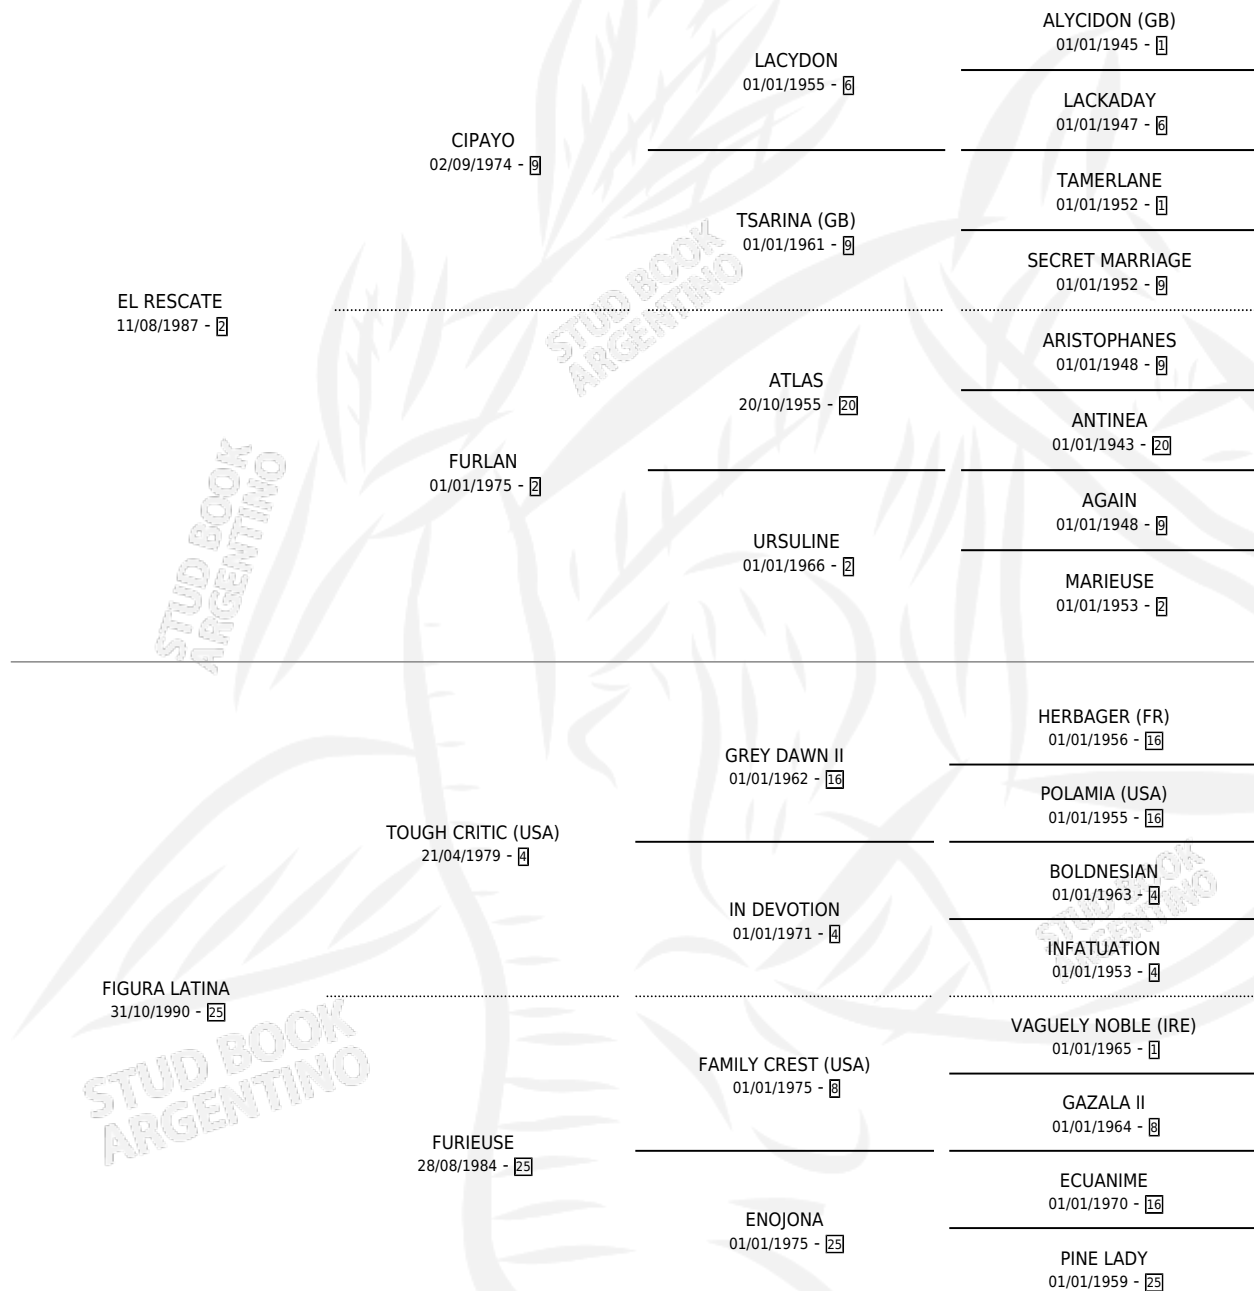 ALYCIDON (GB)
01/01/1945 - 1
LACYDON
01/01/1955 - 6
LACKADAY
01/01/1947 - 6
CIPAYO
02/09/1974 - 9
TAMERLANE
01/01/1952 - 1
TSARINA (GB)
01/01/1961 - 9
SECRET MARRIAGE
01/01/1952 - 9
EL RESCATE
11/08/1987 - 2
STUD BOOK
ARGENTINO
ARISTOPHANES
01/01/1948 - 9
ATLAS
20/10/1955 - 20
ANTINEA
01/01/1943 - 20
FURLAN
01/01/1975 - 2
AGAIN
01/01/1948 - 9
URSULINE
01/01/1966 - 2
MARIEUSE
01/01/1953 - 2
STUD BOOK
ARGENTINO
HERBAGER (FR)
01/01/1956 - 16
GREY DAWN II
01/01/1962 - 16
POLAMIA (USA)
01/01/1955 - 16
TOUGH CRITIC (USA)
21/04/1979 - 4
BOLDNESIAN
01/01/1963 - 4
IN DEVOTION
01/01/1971 - 4
STUD BOOK
ARGENTINO
INFATUATION
01/01/1953 - 4
FIGURA LATINA
31/10/1990 - 25
VAGUELY NOBLE (IRE)
01/01/1965 - 1
FAMILY CREST (USA)
01/01/1975 - 8
GAZALA II
01/01/1964 - 8
STUD BOOK
ARGENTINO
FURIEUSE
28/08/1984 - 25
ECUANIME
01/01/1970 - 16
ENOJONA
01/01/1975 - 25
PINE LADY
01/01/1959 - 25